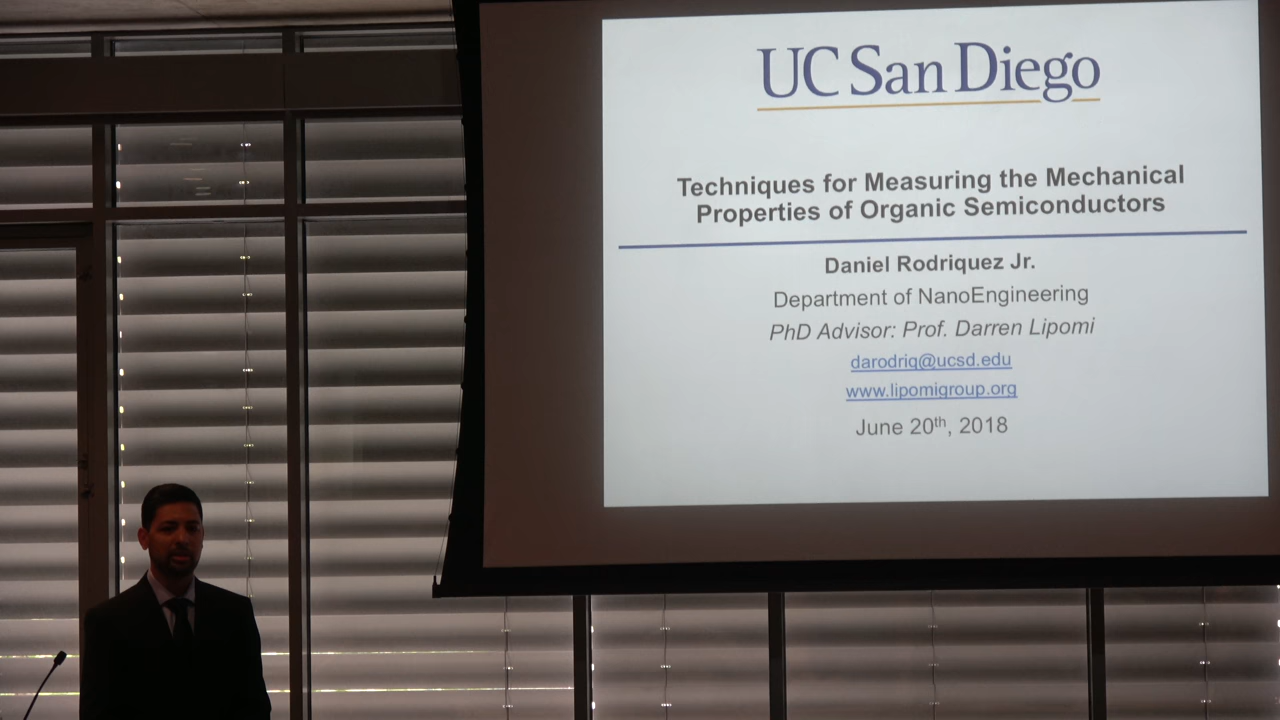 UC San Diego
Techniques for Measuring the Mechanical
Properties of Organic Semiconductors
Daniel Rodriquez Jr.
Department of NanoEngineering
PhD Advisor: Prof. Darren Lipomi
darodriq@ucsd.edu
www.lipomigroup.org
June 20th, 2018